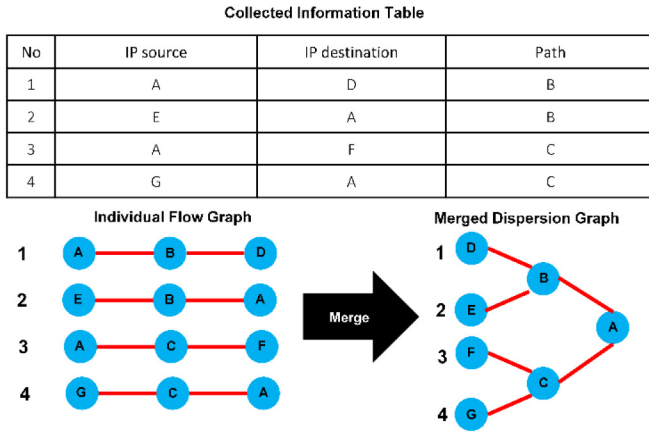 Collected Information Table
No IP source IP destination Path
1 A D B
2 E A B
3 A F C
4 G A C
Individual Flow Graph
1 A B D
2 E B A
3 A C F
4 G C A
Merge
Merged Dispersion Graph
1 D
B
2 E
A
3 F
C
4 G